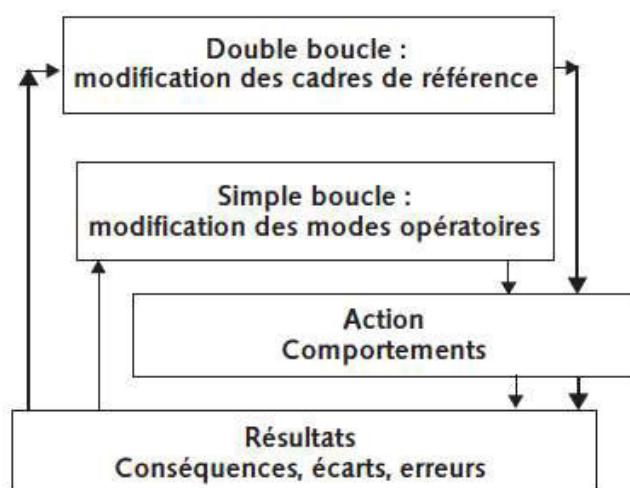 Double boucle :
modification des cadres de référence
Simple boucle :
modification des modes opératoires
Action
Comportements
Résultats
Conséquences, écarts, erreurs